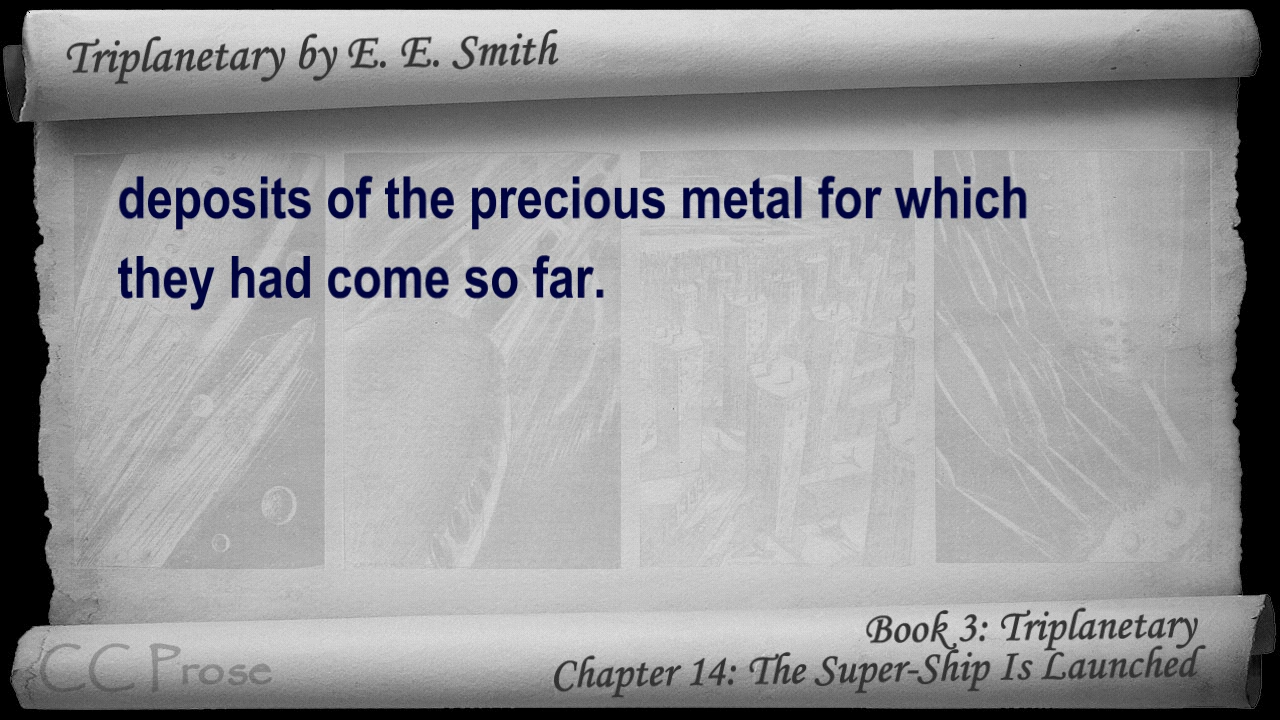 Triplanetary by E. E. Smith
deposits of the precious metal for which
they had come so far.
Book 3: Triplanetary
Chapter 14: The Super-Ship Is Launched
CC Prose